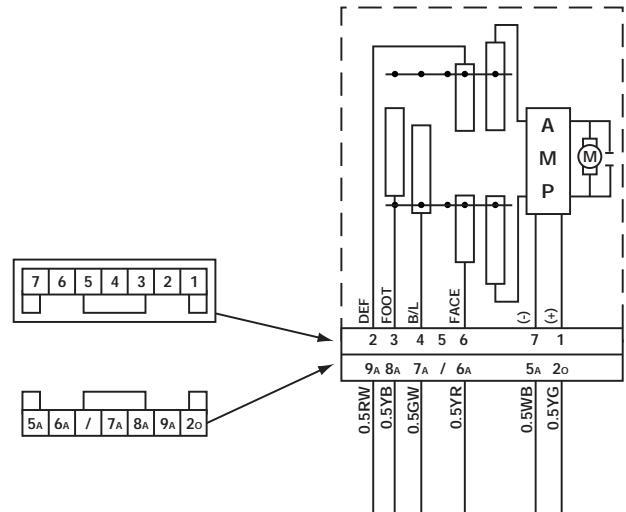 A
M
P
M
DEF
FOOT
B/L
FACE
(-)
(+)
7 6 5 4 3 2 1
2 3 4 5 6 7 1
9A 8A 7A / 6A 5A 2O
5A 6A / 7A 8A 9A 2O
0.5RW
0.5YB
0.5GW
0.5YR
0.5WB
0.5YG